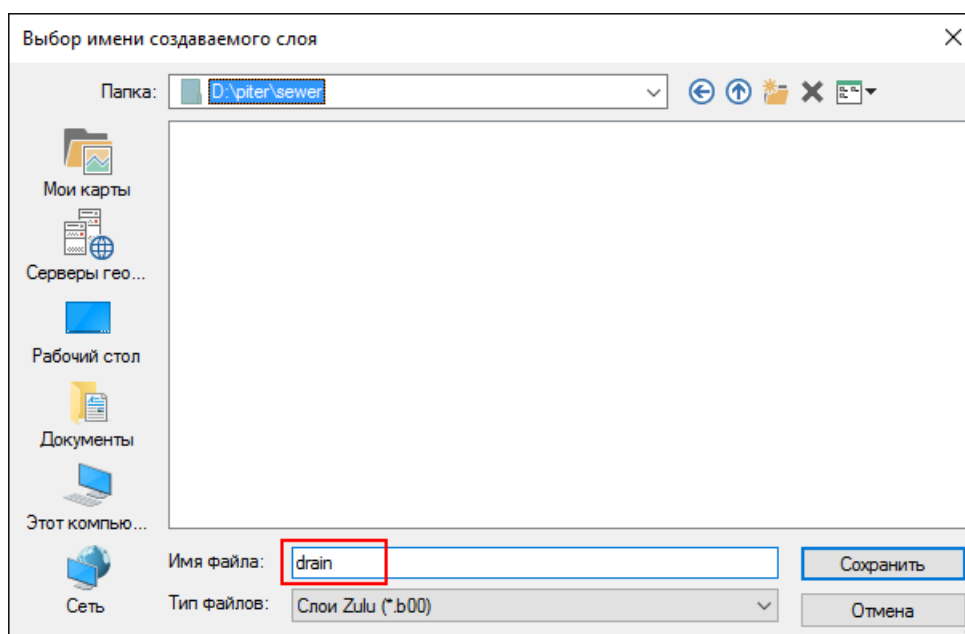 Выбор имени создаваемого слоя
Папка: D:\piter\sewer
Мои карты
Серверы гео...
Рабочий стол
Документы
Этот компью...
Сеть
Имя файла: drain Сохранить
Тип файлов: Слои Zulu (*.b00) Отмена